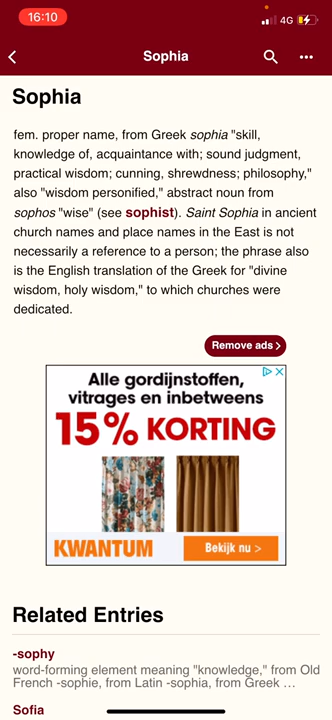 16:10
4G
Sophia
Sophia
fem. proper name, from Greek sophia "skill,
knowledge of, acquaintance with; sound judgment,
practical wisdom; cunning, shrewdness; philosophy,"
also "wisdom personified," abstract noun from
sophos "wise" (see sophist). Saint Sophia in ancient
church names and place names in the East is not
necessarily a reference to a person; the phrase also
is the English translation of the Greek for "divine
wisdom, holy wisdom," to which churches were
dedicated.
Remove ads
Alle gordijnstoffen,
vitrages en inbetweens
15% KORTING
KWANTUM
Bekijk nu >
Related Entries
-sophy
word-forming element meaning "knowledge," from Old
French -sophie, from Latin -sophia, from Greek …
Sofia